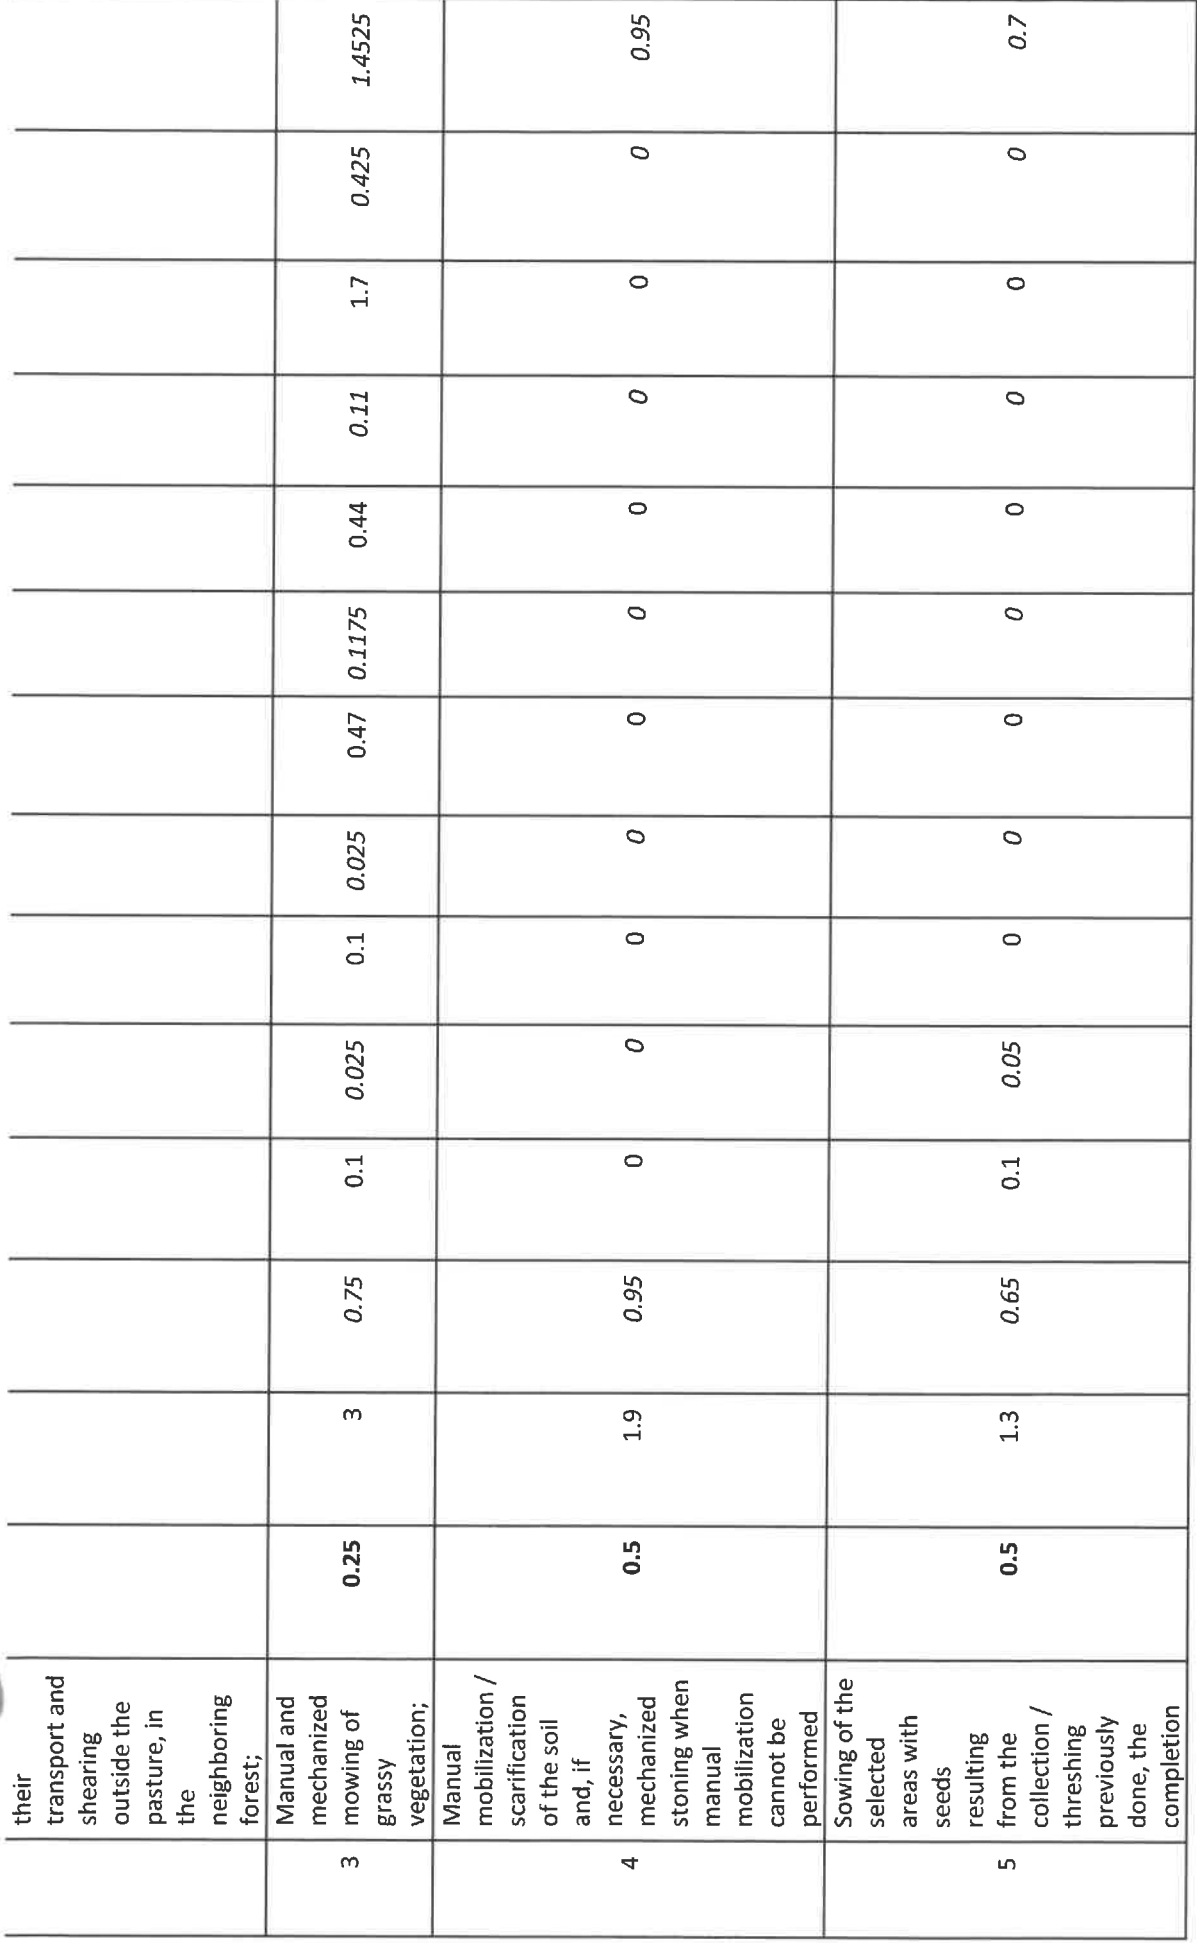 their
transport and
shearing
outside the
pasture, in
the
neighboring
forest;
3
Manual and
mechanized
mowing of
grassy
vegetation;
0.25
3
0.75
0.1
0.025
0.1
0.025
0.47
0.1175
0.44
0.11
1.7
0.425
1.4525
4
Manual
mobilization /
scarification
of the soil
and, if
necessary,
mechanized
stoning when
manual
mobilization
cannot be
performed
0.5
1.9
0.95
0
0
0
0
0
0
0
0
0
0
0.95
5
Sowing of the
selected
areas with
seeds
resulting
from the
collection /
threshing
previously
done, the
completion
0.5
1.3
0.65
0.1
0.05
0
0
0
0
0
0
0
0
0.7